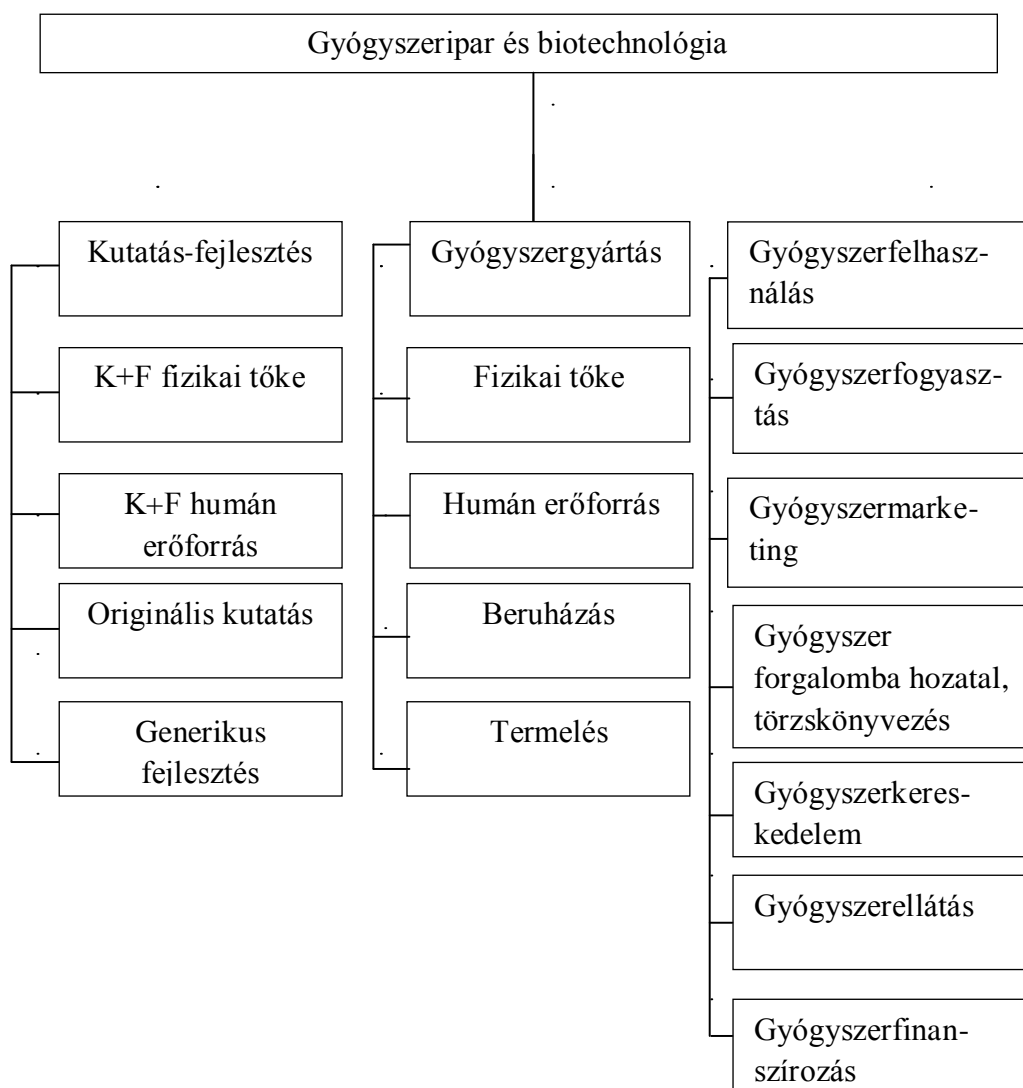 Gyógyszeripar és biotechnológia
Kutatás-fejlesztés
K+F fizikai tőke
K+F humán
erőforrás
Originális kutatás
Generikus
fejlesztés
Gyógyszergyártás
Fizikai tőke
Humán erőforrás
Beruházás
Termelés
Gyógyszerfelhasz-
nálás
Gyógyszerfogyasz-
tás
Gyógyszermarke-
ting
Gyógyszer
forgalomba hozatal,
törzskönyvezés
Gyógyszerkeres-
kedelem
Gyógyszerellátás
Gyógyszerfinan-
szírozás